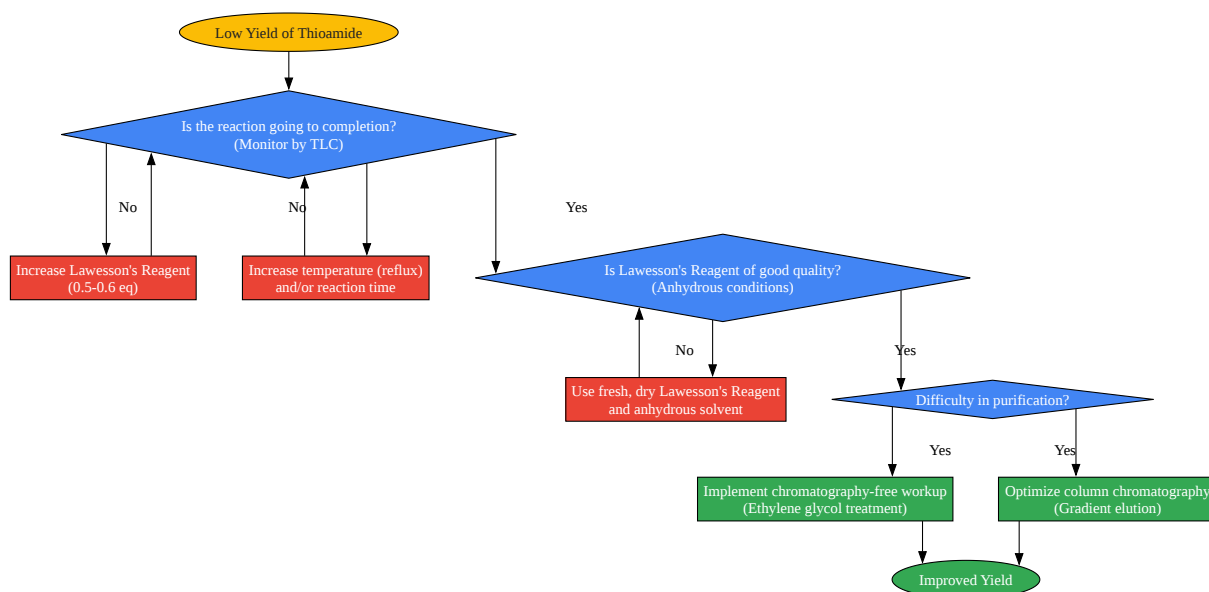 Low Yield of Thioamide
Is the reaction going to completion?
(Monitor by TLC)
No
No
Yes
Increase Lawesson's Reagent
(0.5-0.6 eq)
Increase temperature (reflux)
and/or reaction time
Is Lawesson's Reagent of good quality?
(Anhydrous conditions)
No
Yes
Use fresh, dry Lawesson's Reagent
and anhydrous solvent
Difficulty in purification?
Yes
Yes
Implement chromatography-free workup
(Ethylene glycol treatment)
Optimize column chromatography
(Gradient elution)
Improved Yield